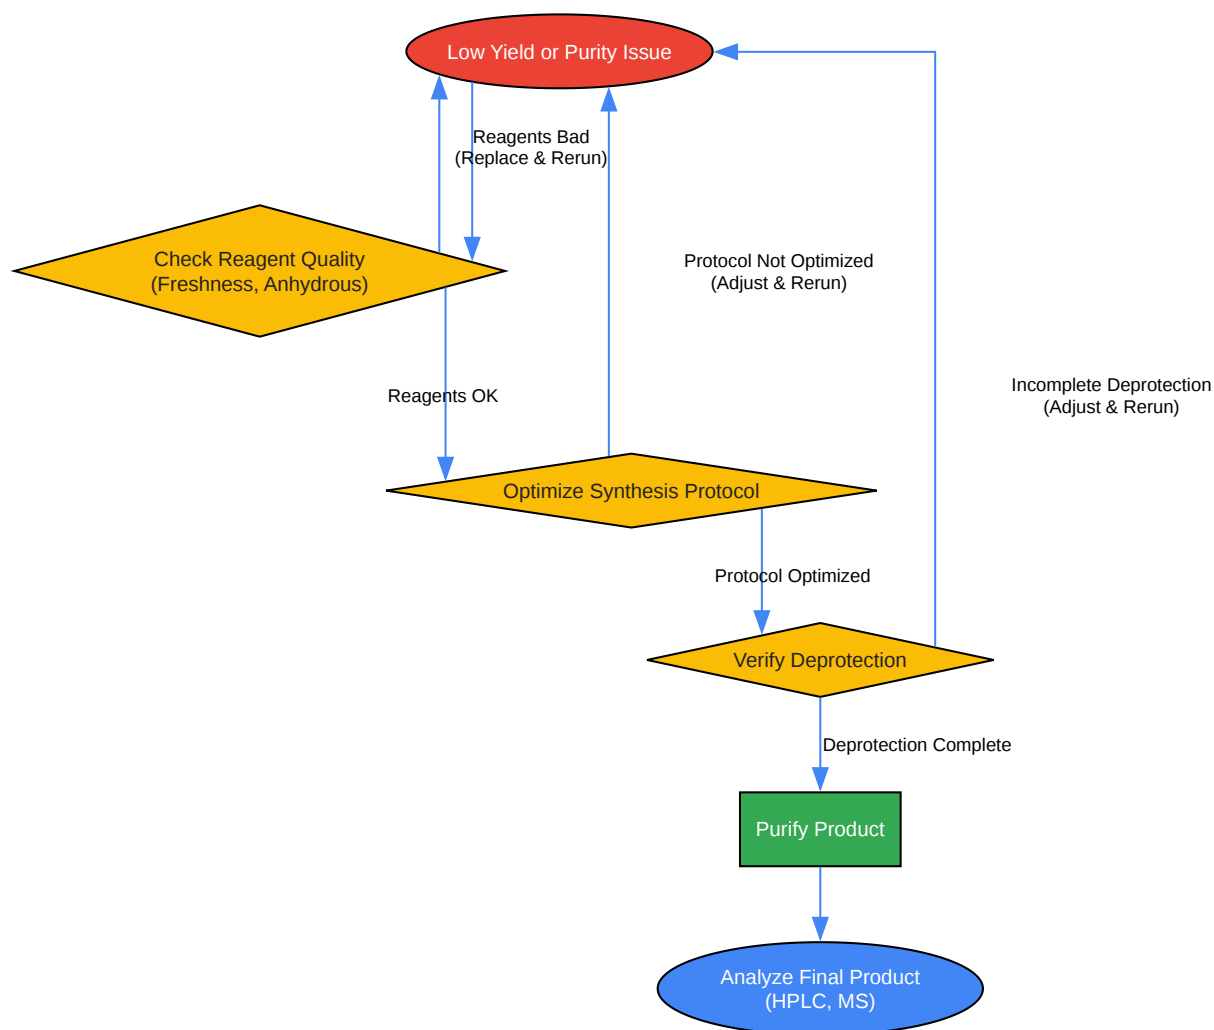 Low Yield or Purity Issue
Reagents Bad
(Replace & Rerun)
Check Reagent Quality
(Freshness, Anhydrous)
Protocol Not Optimized
(Adjust & Rerun)
Incomplete Deprotection
(Adjust & Rerun)
Reagents OK
Optimize Synthesis Protocol
Protocol Optimized
Verify Deprotection
Deprotection Complete
Purify Product
Analyze Final Product
(HPLC, MS)